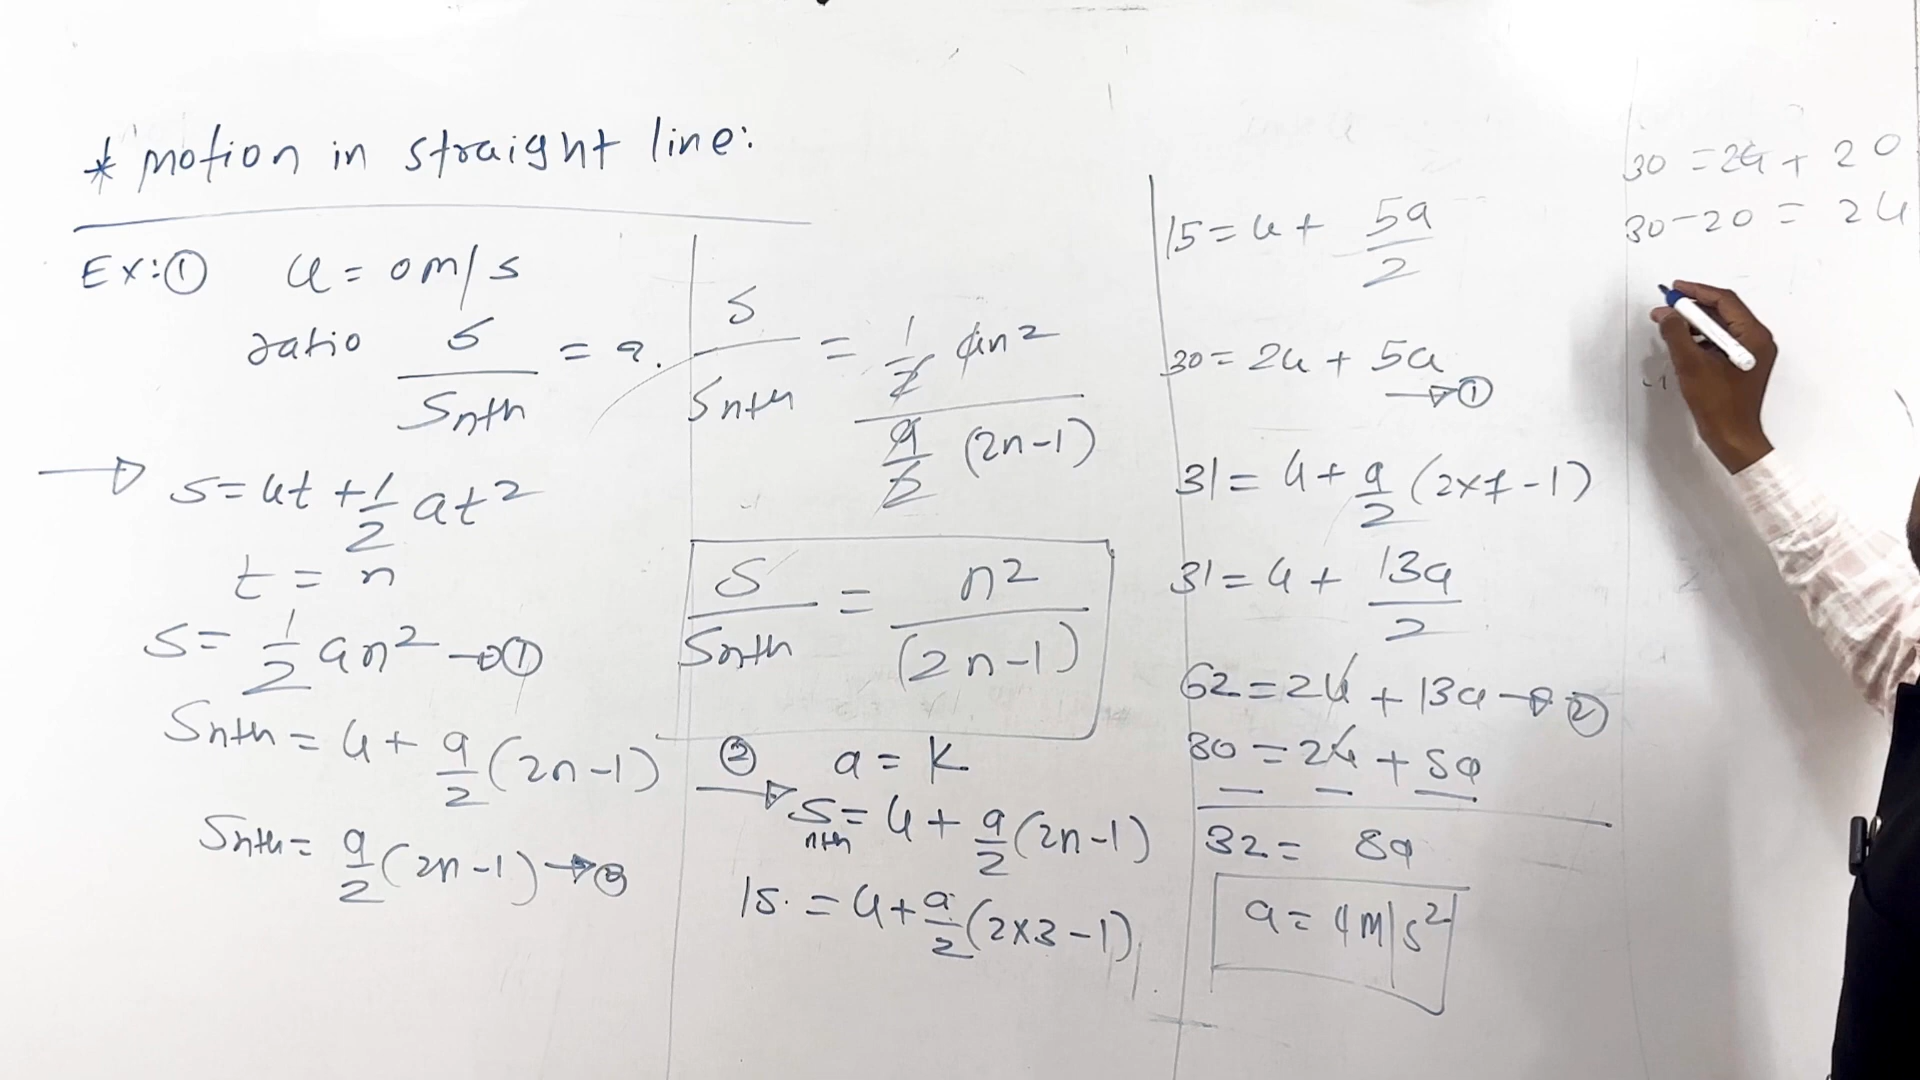 * motion in straight line:
Ex:① u = 0m/s
ratio S/Snth = ?.
→ S = ut + 1/2 at²
t = n
S = 1/2 an² → ①
Snth = u + a/2 (2n-1)
Snth = a/2 (2n-1) → ②
S/Snth = 1/2 an² / a/2 (2n-1)
S/Snth = n²/(2n-1)
② a = K
→ Snth = u + a/2 (2n-1)
15. = u + a/2 (2×3-1)
15 = u + 5a/2
30 = 2u + 5a → ①
31 = u + a/2 (2×7-1)
31 = u + 13a/2
62 = 2u + 13a → ②
30 = 2u + 5a
32 = 8a
a = 4m/s²
30 = 2u + 20
30-20 = 2u